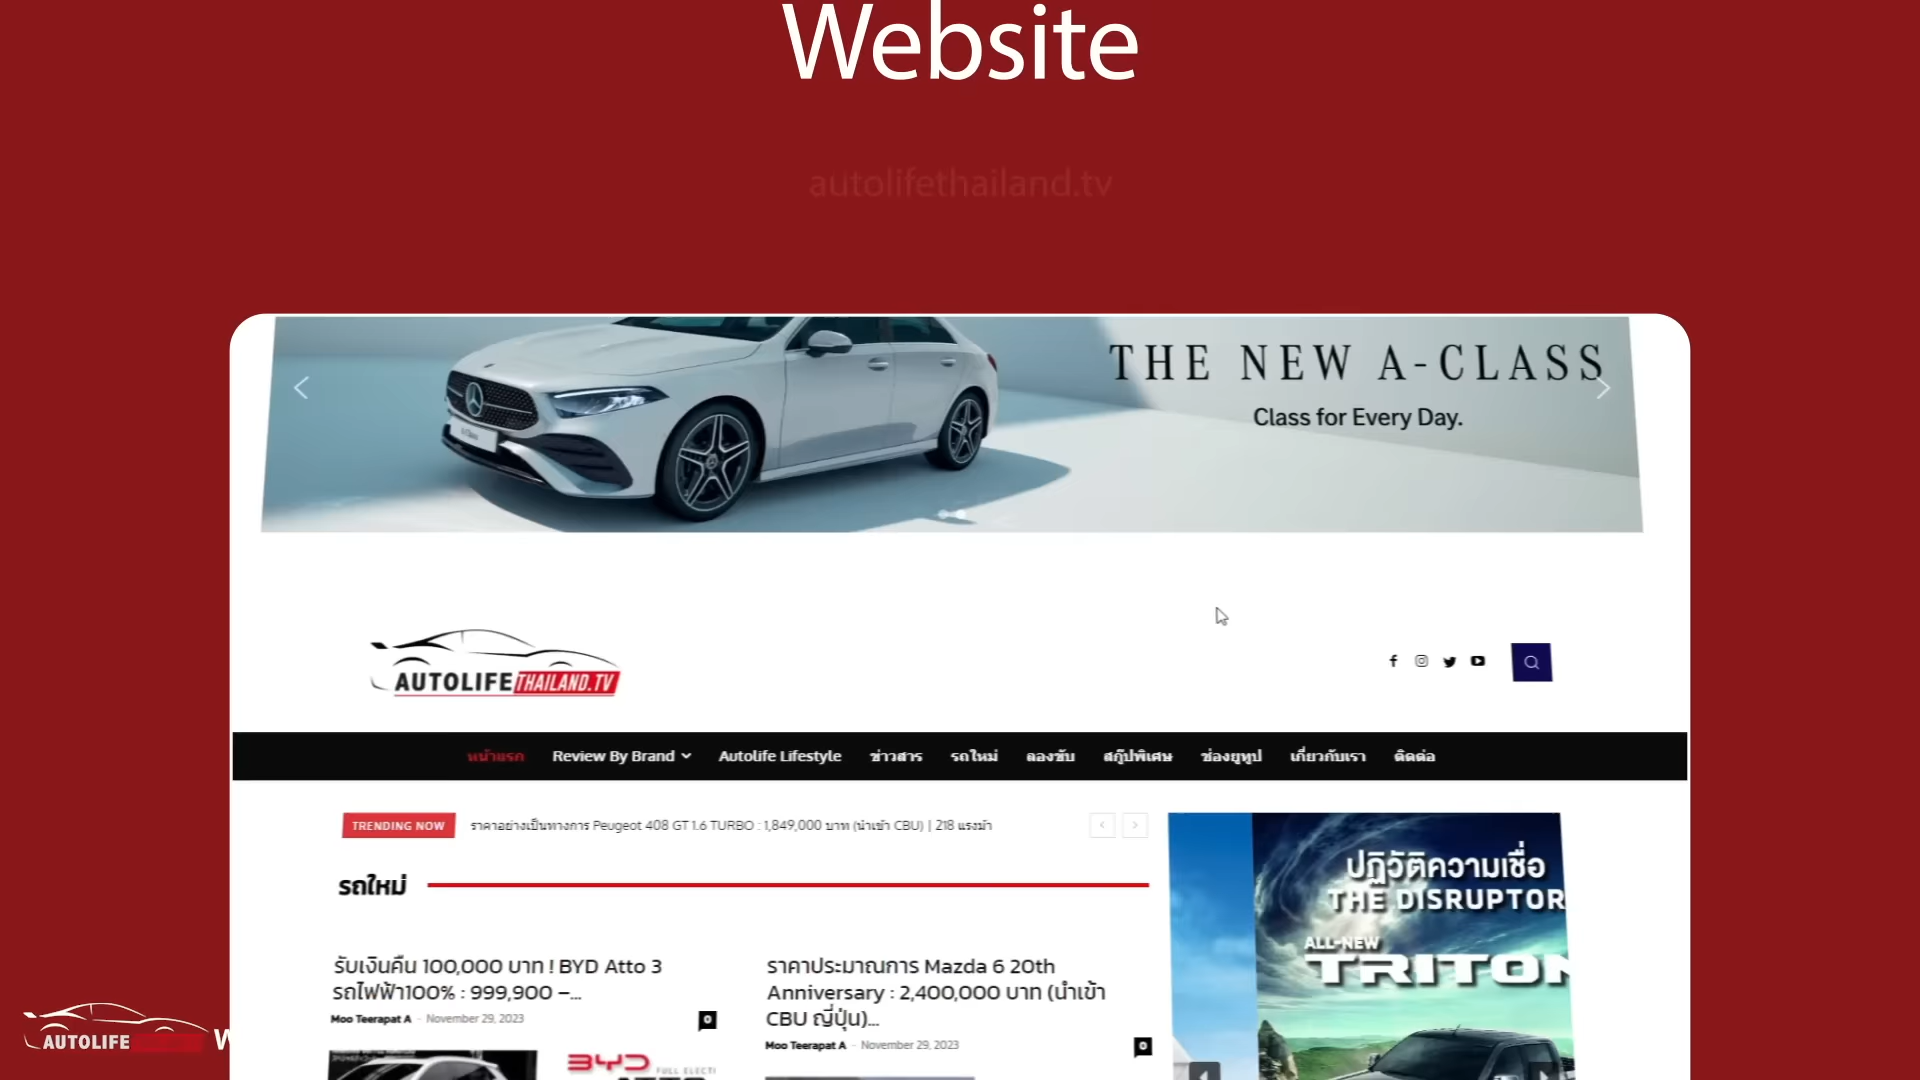 Website
autolifethailand.tv
THE NEW A-CLASS
Class for Every Day.
AUTOLIFETHAILAND.TV
หน้าแรก Review By Brand Autolife Lifestyle ข่าวสาร รถใหม่ ลองขับ สกู๊ปพิเศษ ช่องยูทูป เกี่ยวกับเรา ติดต่อ
TRENDING NOW ราคาอย่างเป็นทางการ Peugeot 408 GT 1.6 TURBO : 1,849,000 บาท (นำเข้า CBU) | 218 แรงม้า
รถใหม่
รับเงินคืน 100,000 บาท ! BYD Atto 3
รถไฟฟ้า100% : 999,900 –...
Moo Teerapat A - November 29, 2023 0
ราคาประมาณการ Mazda 6 20th
Anniversary : 2,400,000 บาท (นำเข้า
CBU ญี่ปุ่น)...
Moo Teerapat A - November 29, 2023 0
ปฏิวัติความเชื่อ
THE DISRUPTOR
ALL-NEW
TRITON
BYD FULL ELECTI
AUTOLIFE W